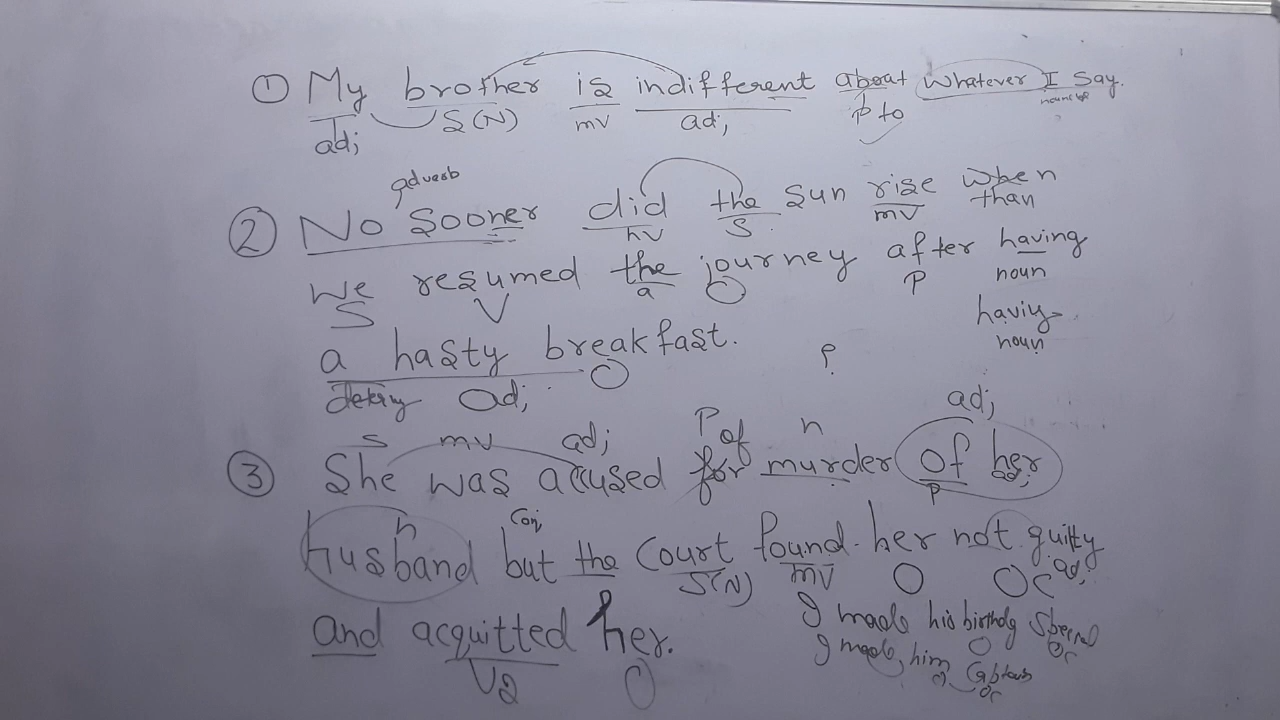 ① My brother is indifferent about whatever I say.
adj S(N) mv adj P to noun
adverb
② No sooner did the sun rise when
hv S mv than
we resumed the journey after having
S V a O P noun
having
a hasty breakfast. noun
adj O P
adj
S mv adj P of n
③ She was accused for murder of her
P adj
n conj
husband but the court found her not guilty
S(N) mv O OC adj
and acquitted her. I made his birthday special
V2 O O OC
I made him captain
O OC